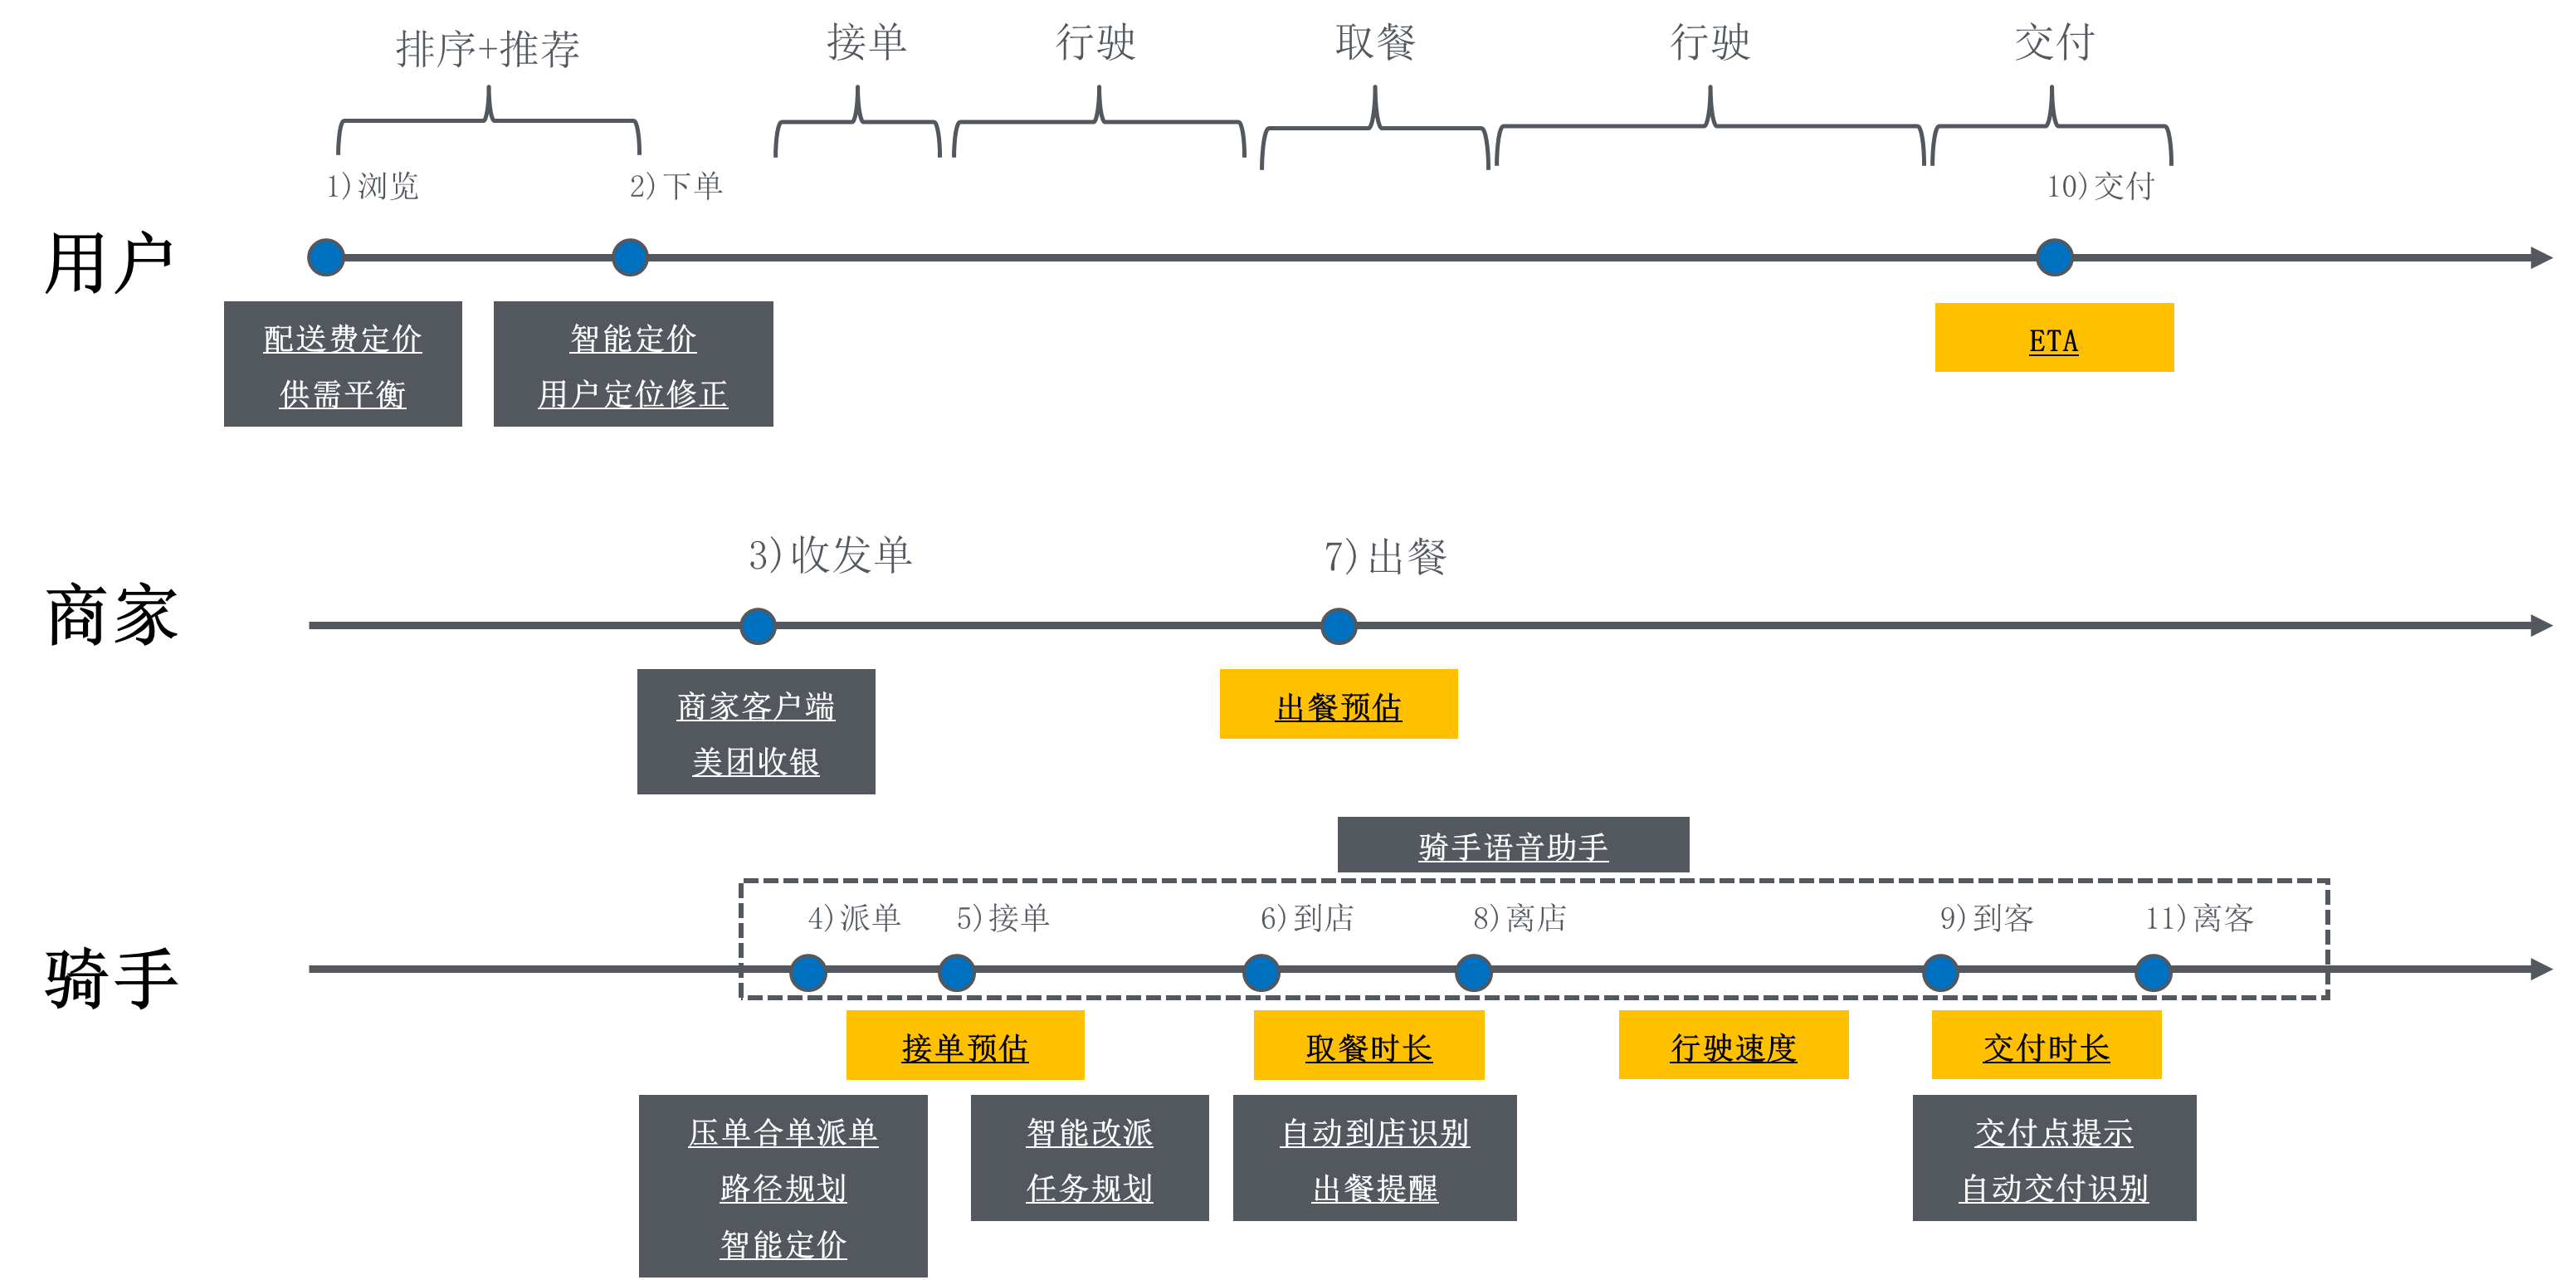 排序+推荐
接单
行驶
取餐
行驶
交付
1)浏览
2)下单
10)交付
用户
配送费定价
供需平衡
智能定价
用户定位修正
ETA
3)收发单
7)出餐
商家
商家客户端
美团收银
出餐预估
骑手语音助手
4)派单
5)接单
6)到店
8)离店
9)到客
11)离客
骑手
接单预估
取餐时长
行驶速度
交付时长
压单合单派单
路径规划
智能定价
智能改派
任务规划
自动到店识别
出餐提醒
交付点提示
自动交付识别